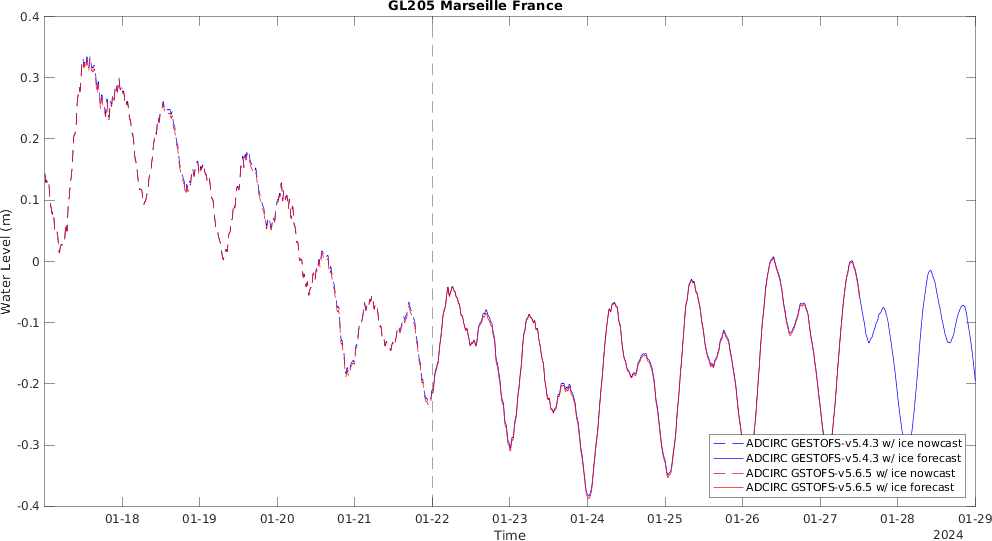 GL205 Marseille France
0.4
0.3
0.2
0.1
0
-0.1
-0.2
-0.3
-0.4
Water Level (m)
ADCIRC GESTOFS-v5.4.3 w/ ice nowcast
ADCIRC GESTOFS-v5.4.3 w/ ice forecast
ADCIRC GSTOFS-v5.6.5 w/ ice nowcast
ADCIRC GSTOFS-v5.6.5 w/ ice forecast
01-18 01-19 01-20 01-21 01-22 01-23 01-24 01-25 01-26 01-27 01-28 01-29
Time
2024